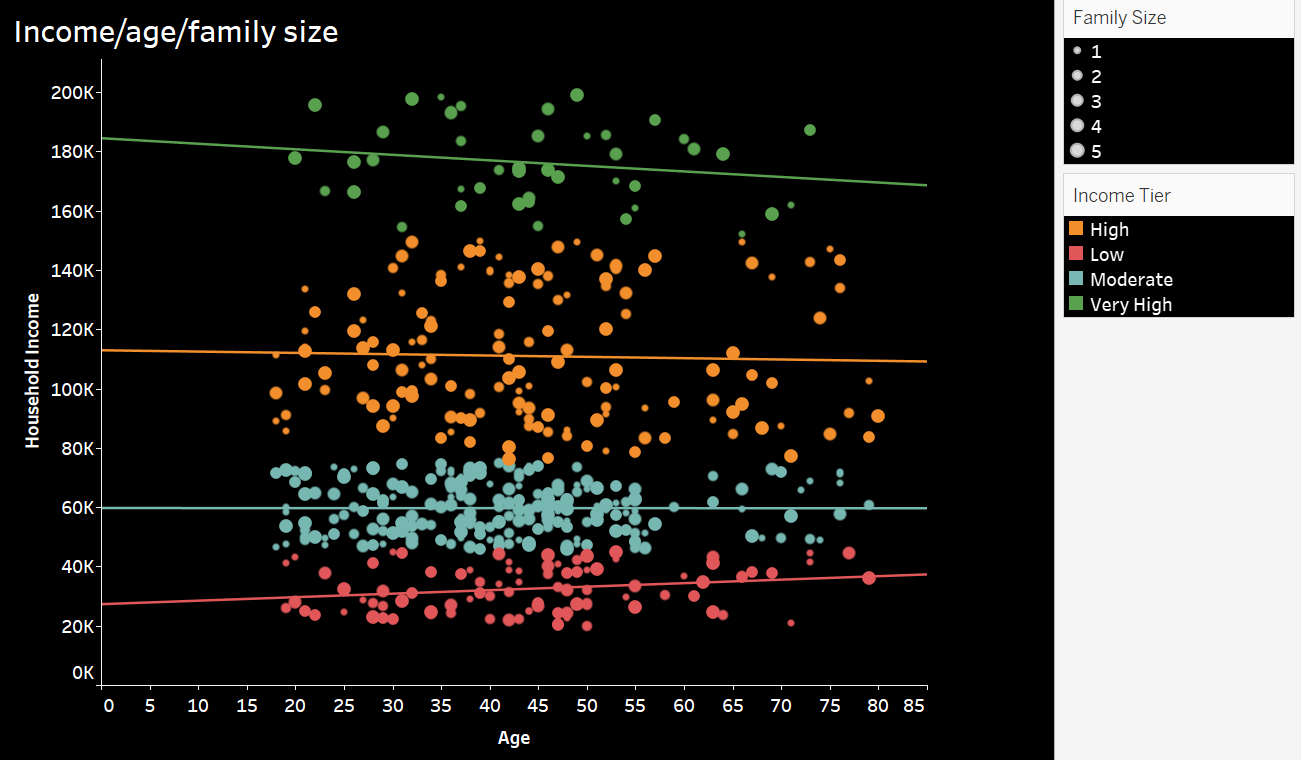 Income/age/family size
Household Income
200K
180K
160K
140K
120K
100K
80K
60K
40K
20K
0K
0 5 10 15 20 25 30 35 40 45 50 55 60 65 70 75 80 85
Age
Family Size
1
2
3
4
5
Income Tier
High
Low
Moderate
Very High